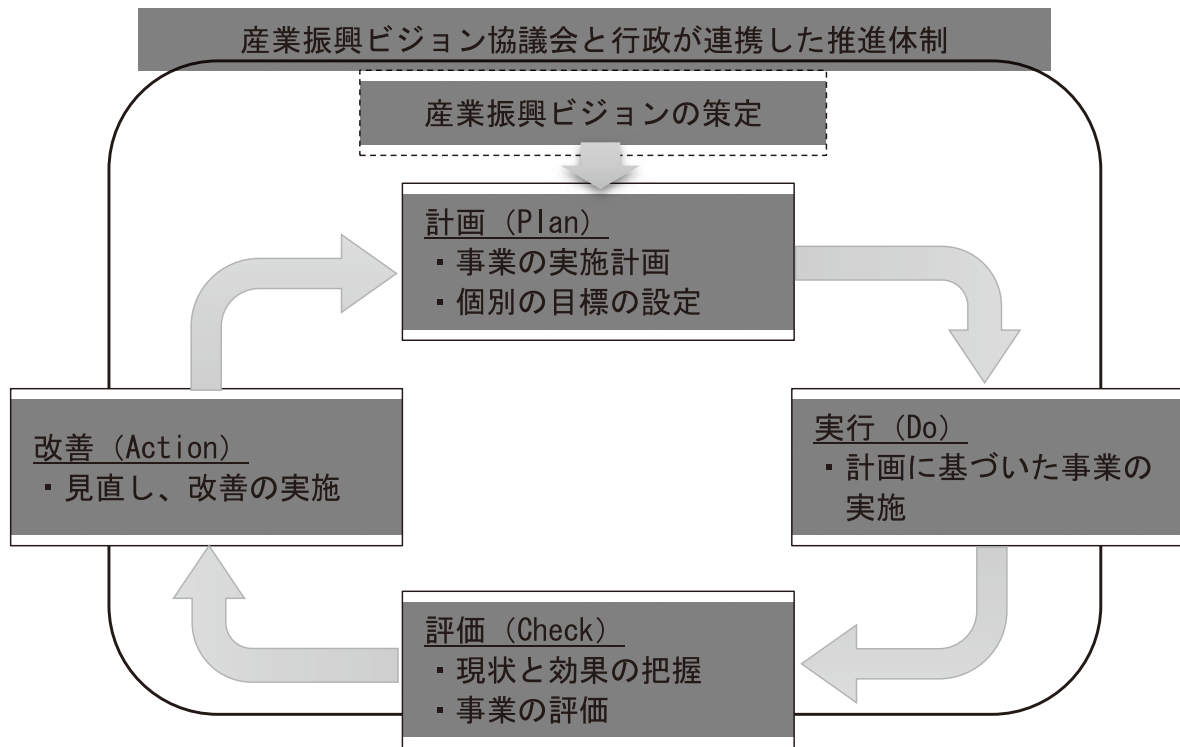 産業振興ビジョン協議会と行政が連携した推進体制
産業振興ビジョンの策定
計画（Plan）
・事業の実施計画
・個別の目標の設定
実行（Do）
・計画に基づいた事業の
実施
評価（Check）
・現状と効果の把握
・事業の評価
改善（Action）
・見直し、改善の実施